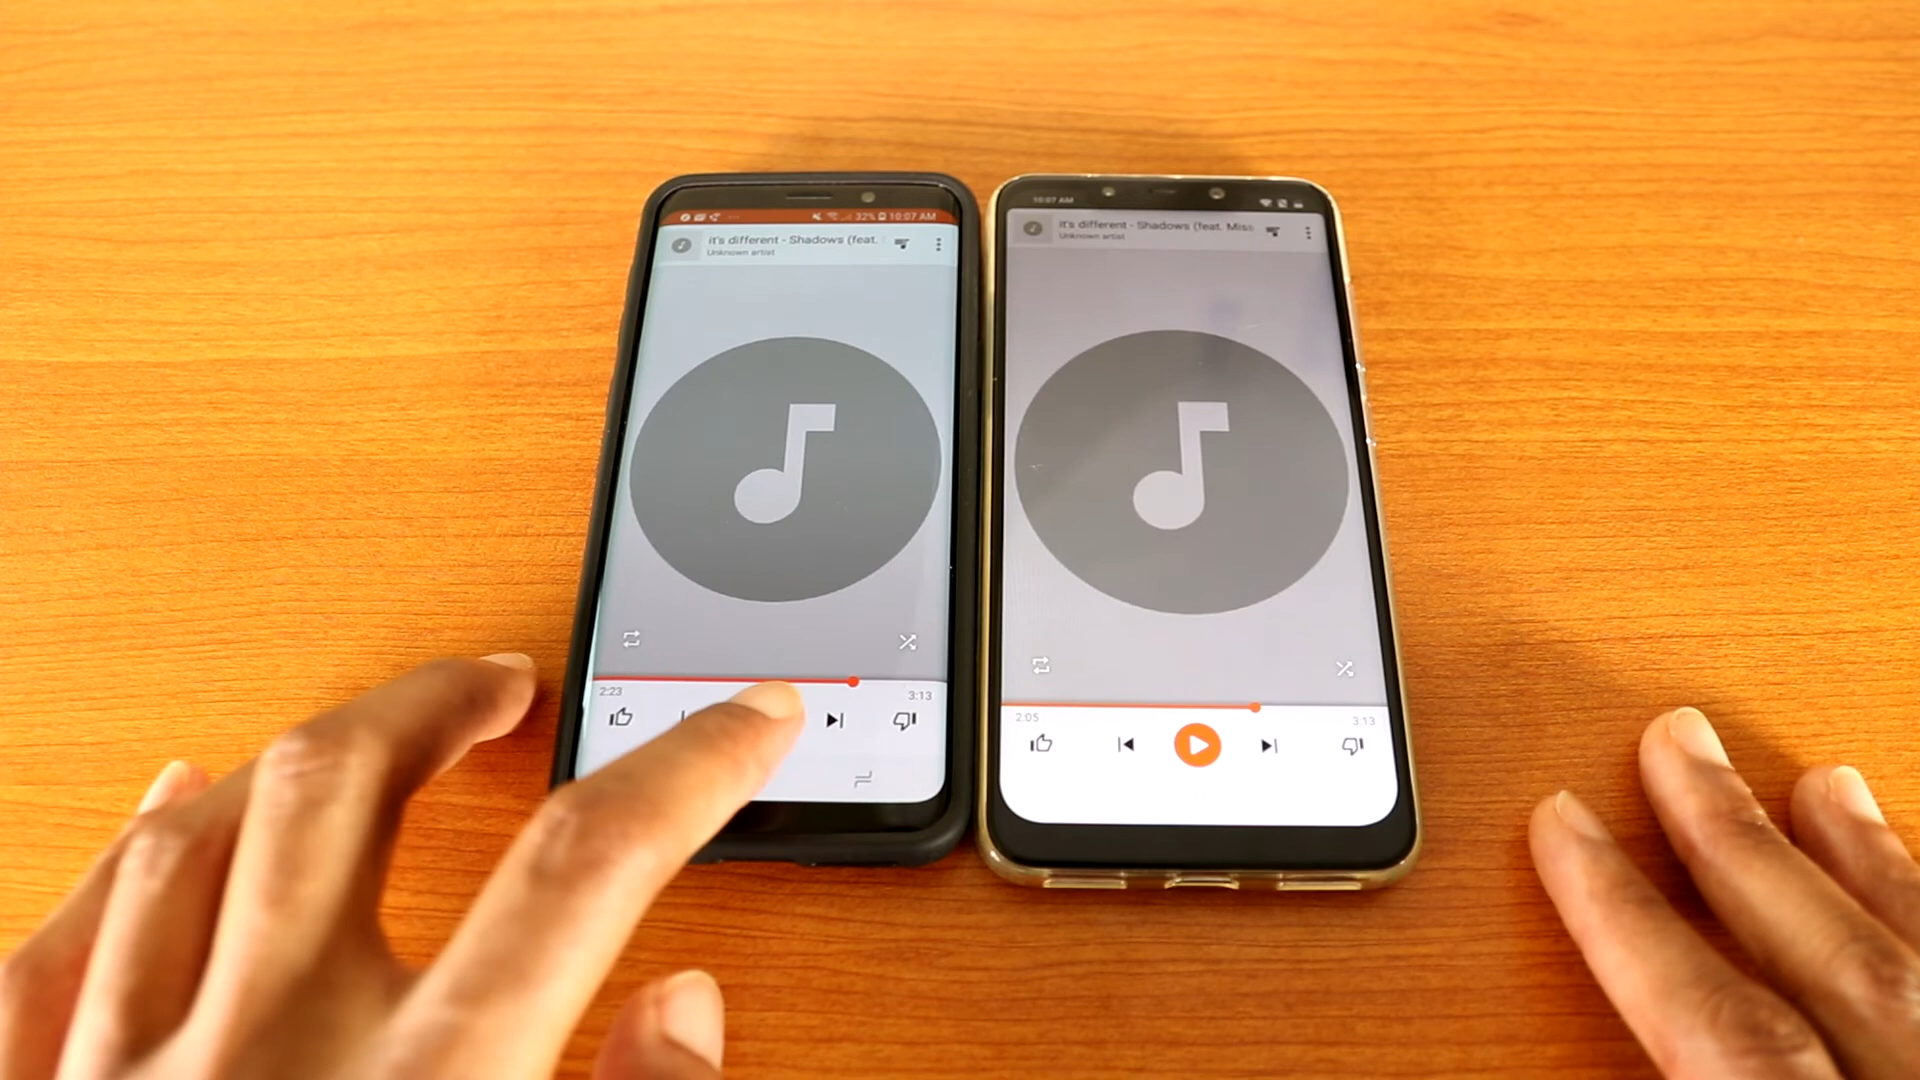 32% 10:07 AM
it's different - Shadows (feat.
Unknown artist
2:23
3:13
10:07 AM
it's different - Shadows (feat. Miss
Unknown artist
2:05
3:13